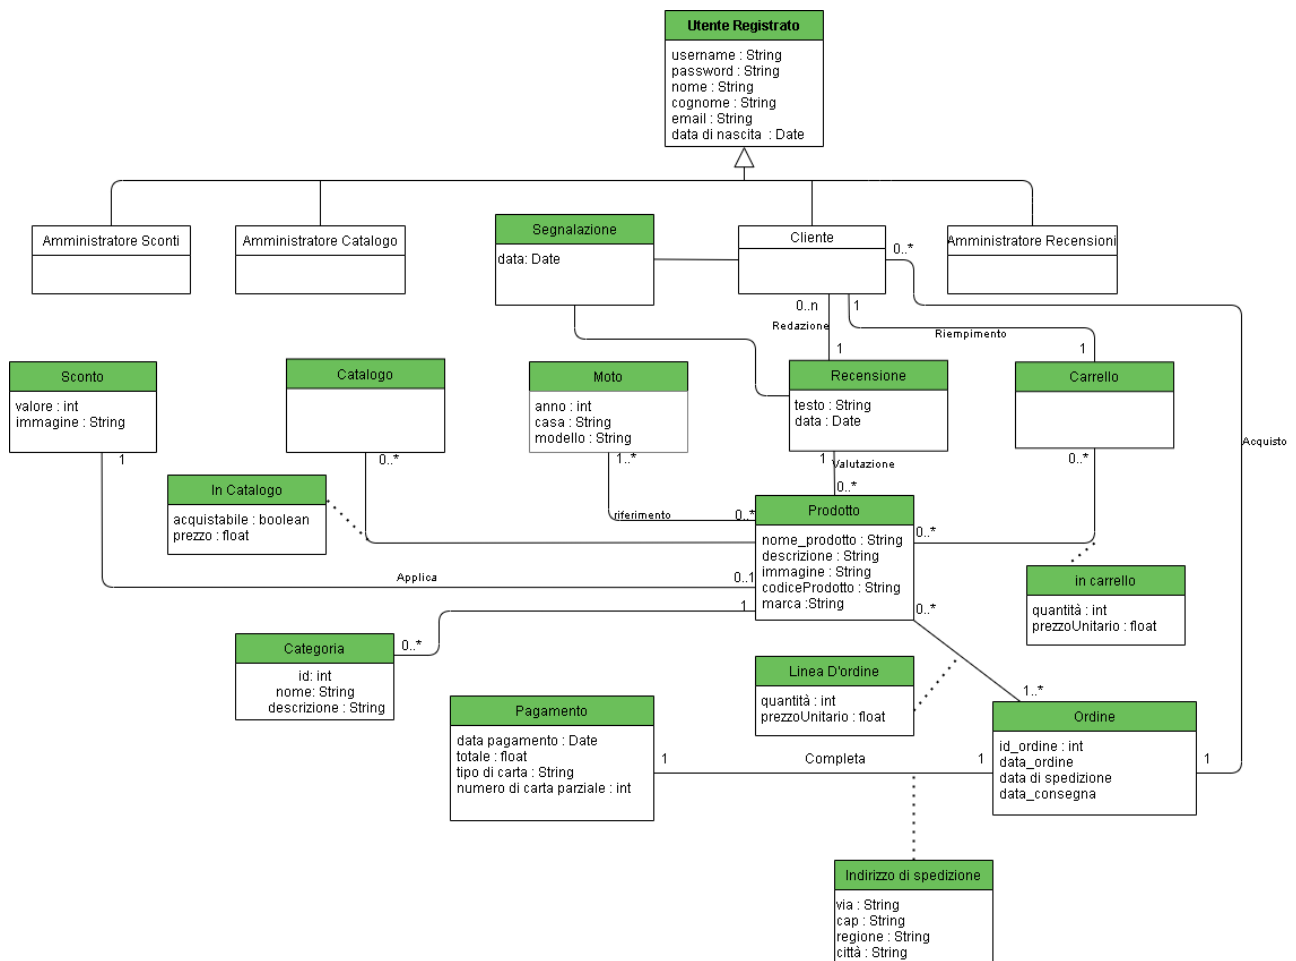 Utente Registrato
username : String
password : String
nome : String
cognome : String
email : String
data di nascita : Date
Amministratore Sconti
Amministratore Catalogo
Segnalazione
data: Date
Cliente
0..*
Amministratore Recensioni
0..n
1
Redazione
Riempimento
1
1
Sconto
valore : int
immagine : String
1
Catalogo
0..*
Moto
anno : int
casa : String
modello : String
1..*
Recensione
testo : String
data : Date
1
Valutazione
0..*
Carrello
0..*
Acquisto
In Catalogo
acquistabile : boolean
prezzo : float
riferimento
0..*
Prodotto
nome_prodotto : String
descrizione : String
immagine : String
codiceProdotto : String
marca :String
0..*
Applica
0..1
1
0..*
in carrello
quantità : int
prezzoUnitario : float
Categoria
id: int
nome: String
descrizione : String
0..*
Linea D'ordine
quantità : int
prezzoUnitario : float
1..*
Pagamento
data pagamento : Date
totale : float
tipo di carta : String
numero di carta parziale : int
1
Completa
1
Ordine
id_ordine : int
data_ordine
data di spedizione
data_consegna
1
Indirizzo di spedizione
via : String
cap : String
regione : String
città : String